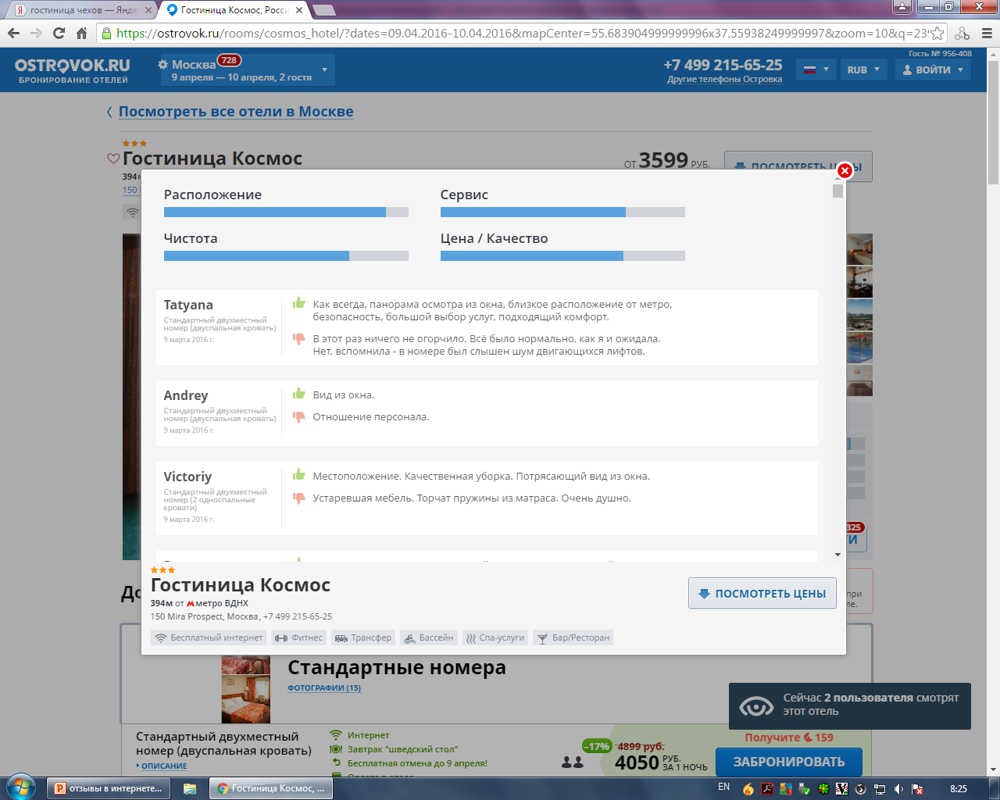 гостиница чехов — Янде
Гостиница Космос, Росси
https://ostrovok.ru/rooms/cosmos_hotel/?dates=09.04.2016-10.04.2016&mapCenter=55.683904999999996x37.55938249999997&zoom=10&q=239
Гость № 956-408
OSTROVOK.RU
БРОНИРОВАНИЕ ОТЕЛЕЙ
Москва 728
9 апреля — 10 апреля, 2 гостя
+7 499 215-65-25
Другие телефоны Островка
RUB
ВОЙТИ
Посмотреть все отели в Москве
Гостиница Космос
ОТ 3599 РУБ.
ПОСМОТРЕТЬ ЦЕНЫ
394м
150
Расположение
Сервис
Чистота
Цена / Качество
Tatyana
Стандартный двухместный
номер (двуспальная кровать)
9 марта 2016 г.
Как всегда, панорама осмотра из окна, близкое расположение от метро,
безопасность, большой выбор услуг, подходящий комфорт.
В этот раз ничего не огорчило. Всё было нормально, как я и ожидала.
Нет, вспомнила - в номере был слышен шум двигающихся лифтов.
Andrey
Стандартный двухместный
номер (двуспальная кровать)
9 марта 2016 г.
Вид из окна.
Отношение персонала.
Victoriy
Стандартный двухместный
номер (2 односпальные
кровати)
9 марта 2016 г.
Местоположение. Качественная уборка. Потрясающий вид из окна.
Устаревшая мебель. Торчат пружины из матраса. Очень душно.
325
ТИ
Гостиница Космос
394м от метро ВДНХ
150 Mira Prospect, Москва, +7 499 215-65-25
ПОСМОТРЕТЬ ЦЕНЫ
Бесплатный интернет
Фитнес
Трансфер
Бассейн
Спа-услуги
Бар/Ресторан
До
при
ле.
Стандартные номера
ФОТОГРАФИИ (15)
Сейчас 2 пользователя смотрят
этот отель
Стандартный двухместный
номер (двуспальная кровать)
ОПИСАНИЕ
Интернет
Завтрак "шведский стол"
Бесплатная отмена до 9 апреля!
Оплата в отеле
–17% 4899 руб.
4050 РУБ.
ЗА 1 НОЧЬ
Получите 159
ЗАБРОНИРОВАТЬ
отзывы в интернете...
Гостиница Космос, ...
EN
8:25